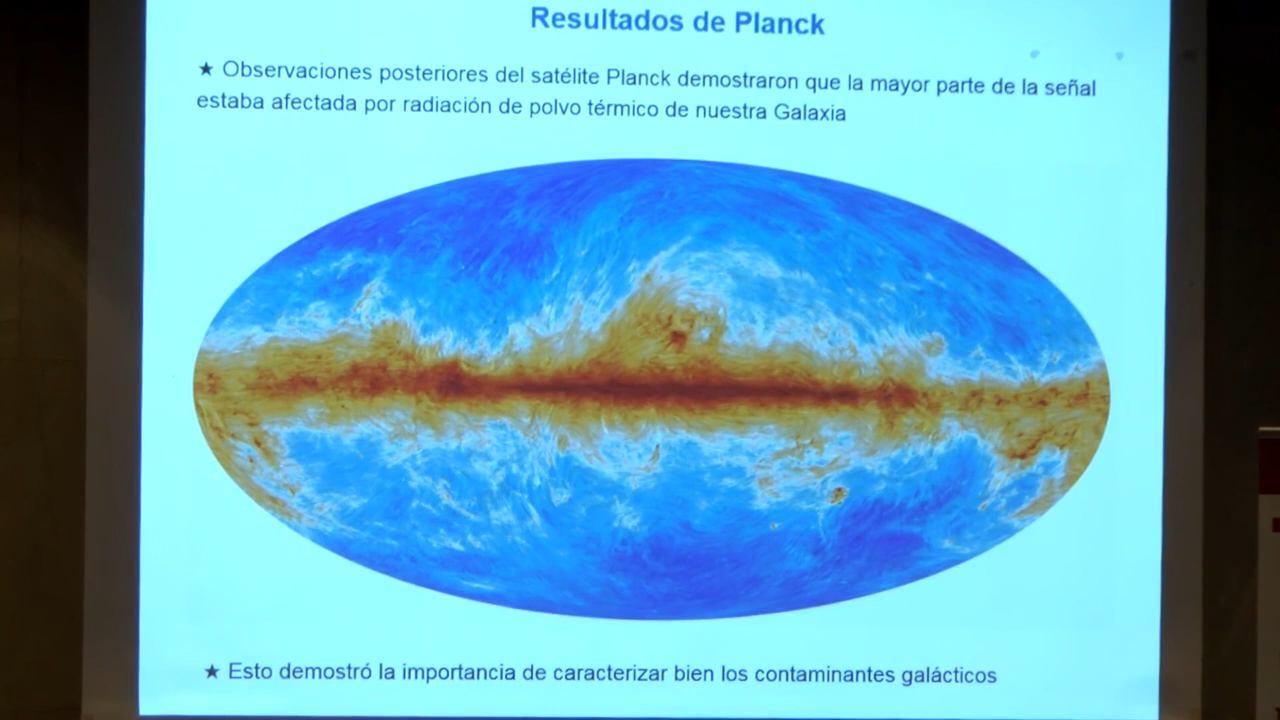 Resultados de Planck
★ Observaciones posteriores del satélite Planck demostraron que la mayor parte de la señal
estaba afectada por radiación de polvo térmico de nuestra Galaxia
★ Esto demostró la importancia de caracterizar bien los contaminantes galácticos